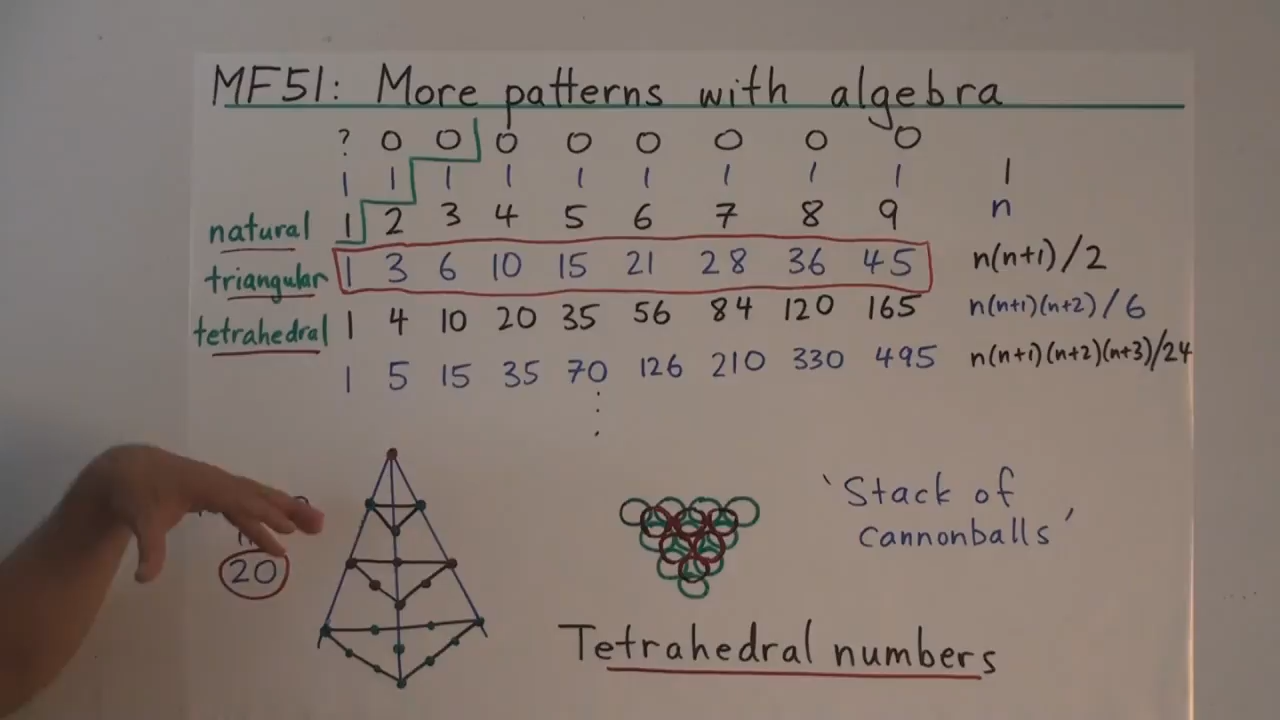 MF51: More patterns with algebra
? 0 0 0 0 0 0 0 0
1 1 1 1 1 1 1 1 1 1
natural 1 2 3 4 5 6 7 8 9 n
triangular 1 3 6 10 15 21 28 36 45 n(n+1)/2
tetrahedral 1 4 10 20 35 56 84 120 165 n(n+1)(n+2)/6
1 5 15 35 70 126 210 330 495 n(n+1)(n+2)(n+3)/24
'Stack of
cannonballs'
20
Tetrahedral numbers